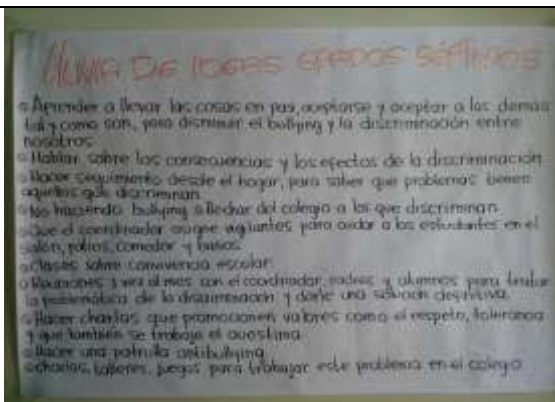 LLUVIA DE IDEAS GRADOS SÉPTIMOS
Aprender a llevar las cosas en paz, aceptarse y aceptar a los demás
tal y como son, para disminuir el bullying y la discriminación entre
nosotros
Hablar sobre las consecuencias y los efectos de la discriminación
Hacer seguimiento desde el hogar, para saber que problemas tienen
aquellos que discriminan
No haciendo bullying o hechar del colegio a los que discriminan
Que el coordinador asigne vigilantes para cuidar a los estudiantes en el
salón, patios, comedor y baños
Clases sobre convivencia escolar
Reuniones 1 vez al mes con el coordinador, padres y alumnos para tratar
la problemática de la discriminación y darle una solución definitiva
Hacer charlas que promocionen valores como el respeto, tolerancia
y que también se trabaje el autoestima
Hacer una patrulla antibullying
charlas, talleres, juegos para trabajar este problema en el colegio